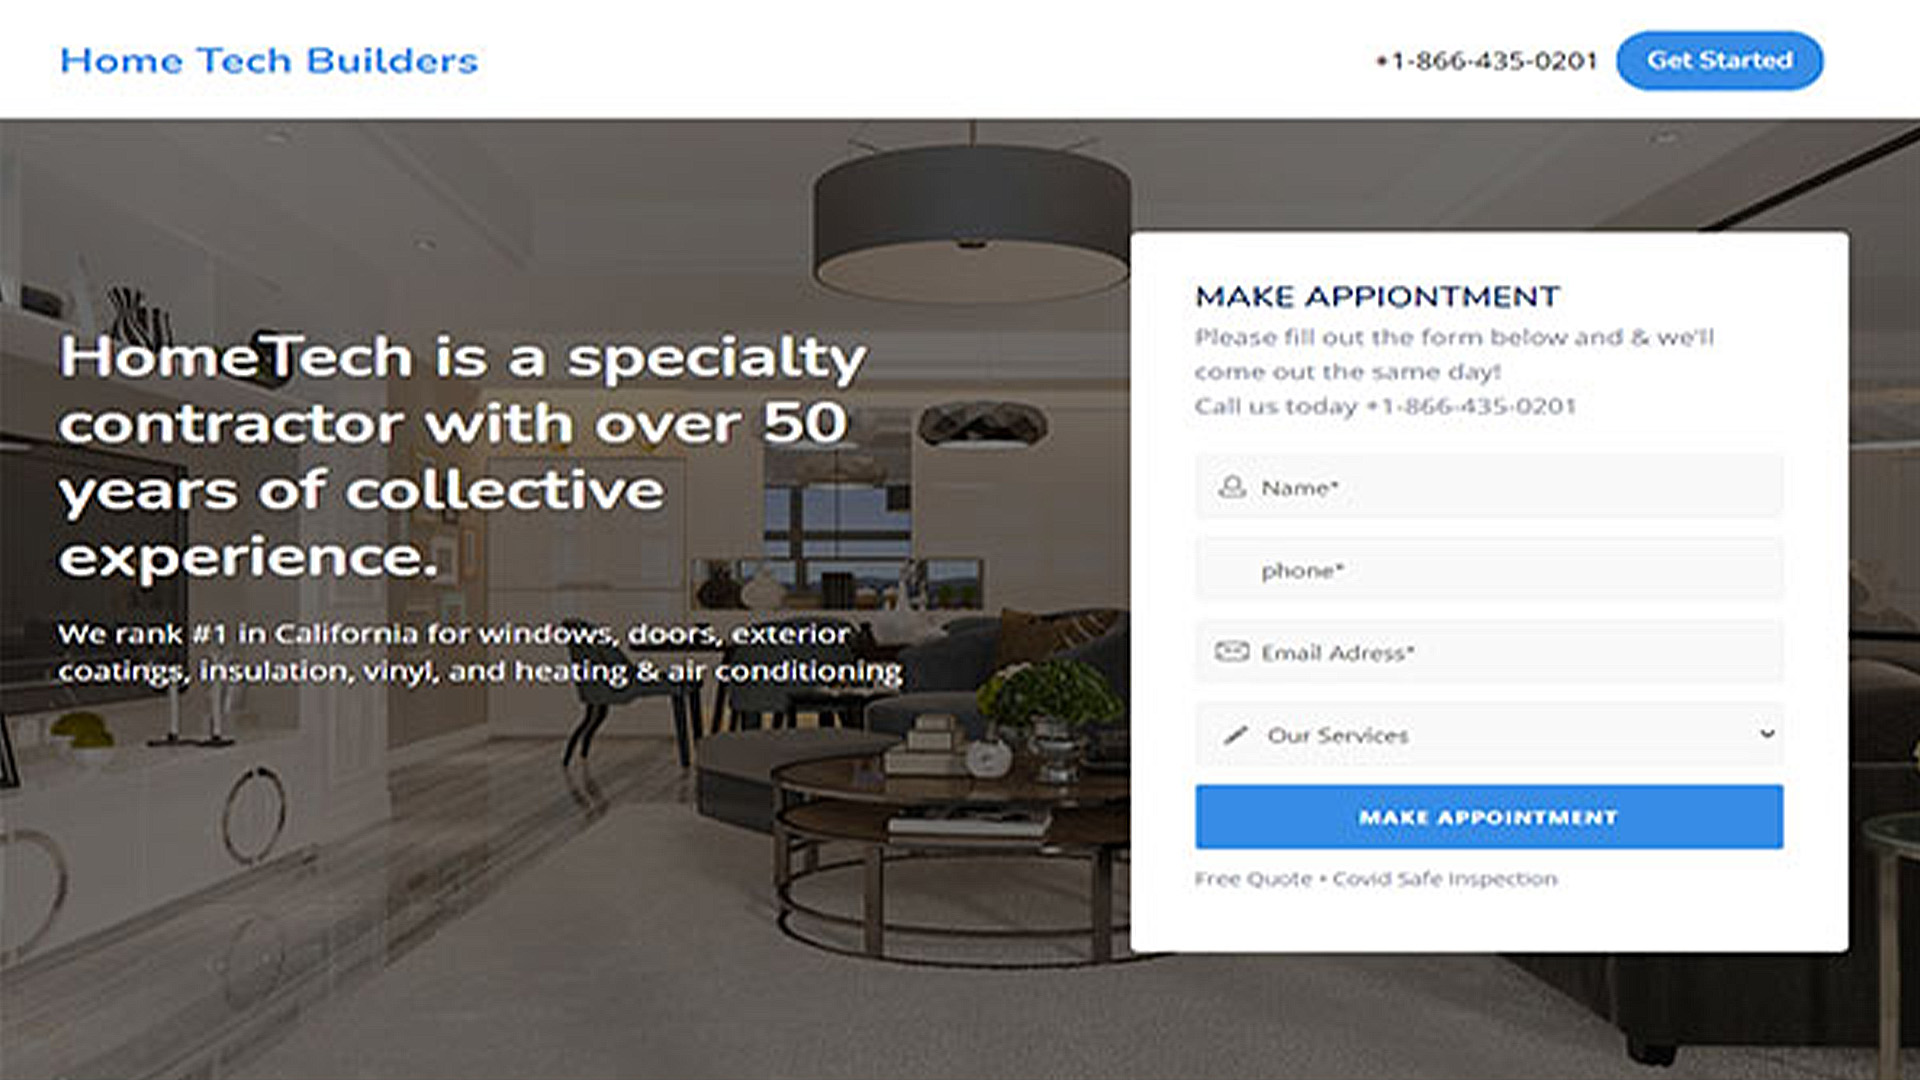 Home Tech Builders
+1-866-435-0201
Get Started
HomeTech is a specialty
contractor with over 50
years of collective
experience.
We rank #1 in California for windows, doors, exterior
coatings, insulation, vinyl, and heating & air conditioning
MAKE APPIONTMENT
Please fill out the form below and & we'll
come out the same day!
Call us today +1-866-435-0201
Name*
phone*
Email Adress*
Our Services
MAKE APPOINTMENT
Free Quote • Covid Safe Inspection